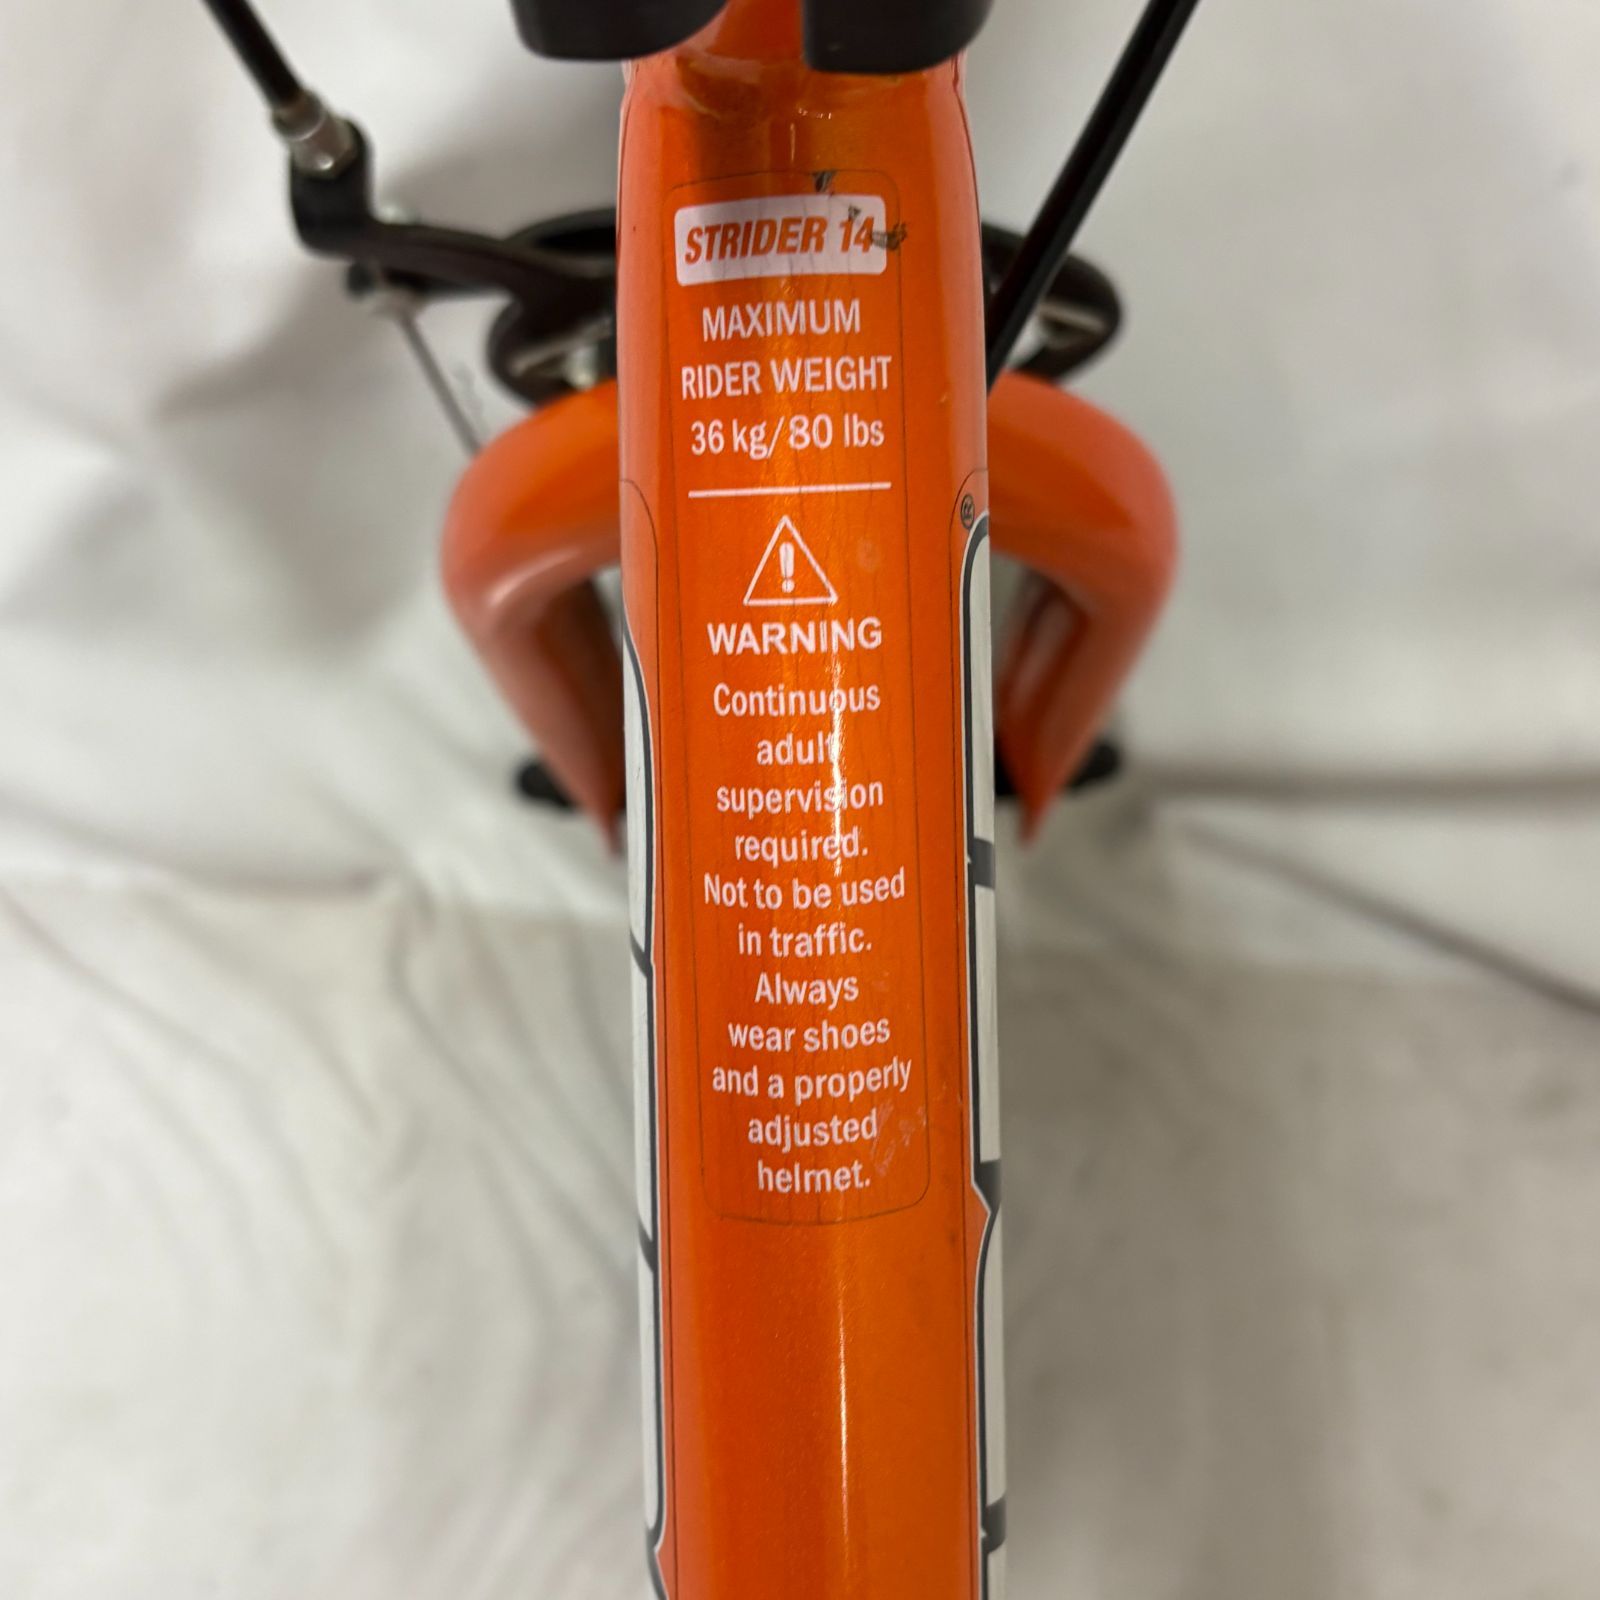 STRIDER 14
MAXIMUM
RIDER WEIGHT
36 kg/80 lbs
WARNING
Continuous
adult
supervision
required.
Not to be used
in traffic.
Always
wear shoes
and a properly
adjusted
helmet.
®